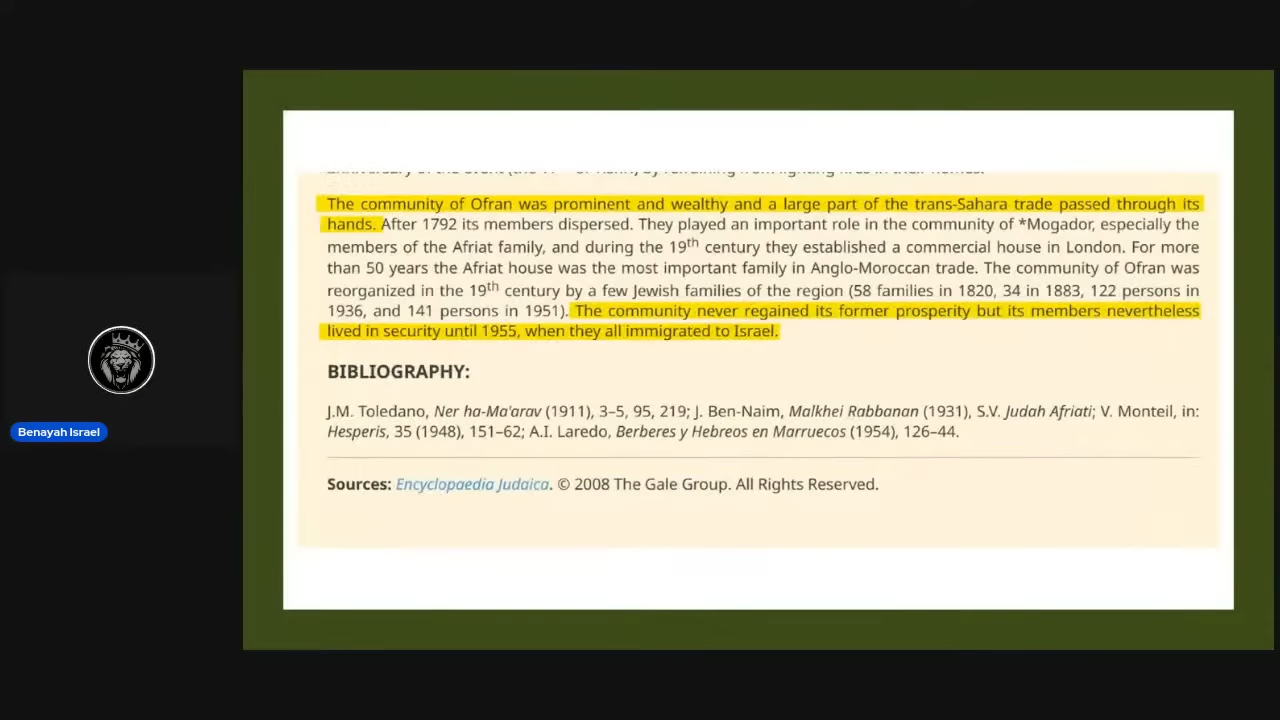 The community of Ofran was prominent and wealthy and a large part of the trans-Sahara trade passed through its
hands. After 1792 its members dispersed. They played an important role in the community of *Mogador, especially the
members of the Afriat family, and during the 19th century they established a commercial house in London. For more
than 50 years the Afriat house was the most important family in Anglo-Moroccan trade. The community of Ofran was
reorganized in the 19th century by a few Jewish families of the region (58 families in 1820, 34 in 1883, 122 persons in
1936, and 141 persons in 1951). The community never regained its former prosperity but its members nevertheless
lived in security until 1955, when they all immigrated to Israel.
BIBLIOGRAPHY:
J.M. Toledano, Ner ha-Ma'arav (1911), 3–5, 95, 219; J. Ben-Naim, Malkhei Rabbanan (1931), S.V. Judah Afriati; V. Monteil, in:
Hesperis, 35 (1948), 151–62; A.I. Laredo, Berberes y Hebreos en Marruecos (1954), 126–44.
Sources: Encyclopaedia Judaica. © 2008 The Gale Group. All Rights Reserved.
Benayah Israel